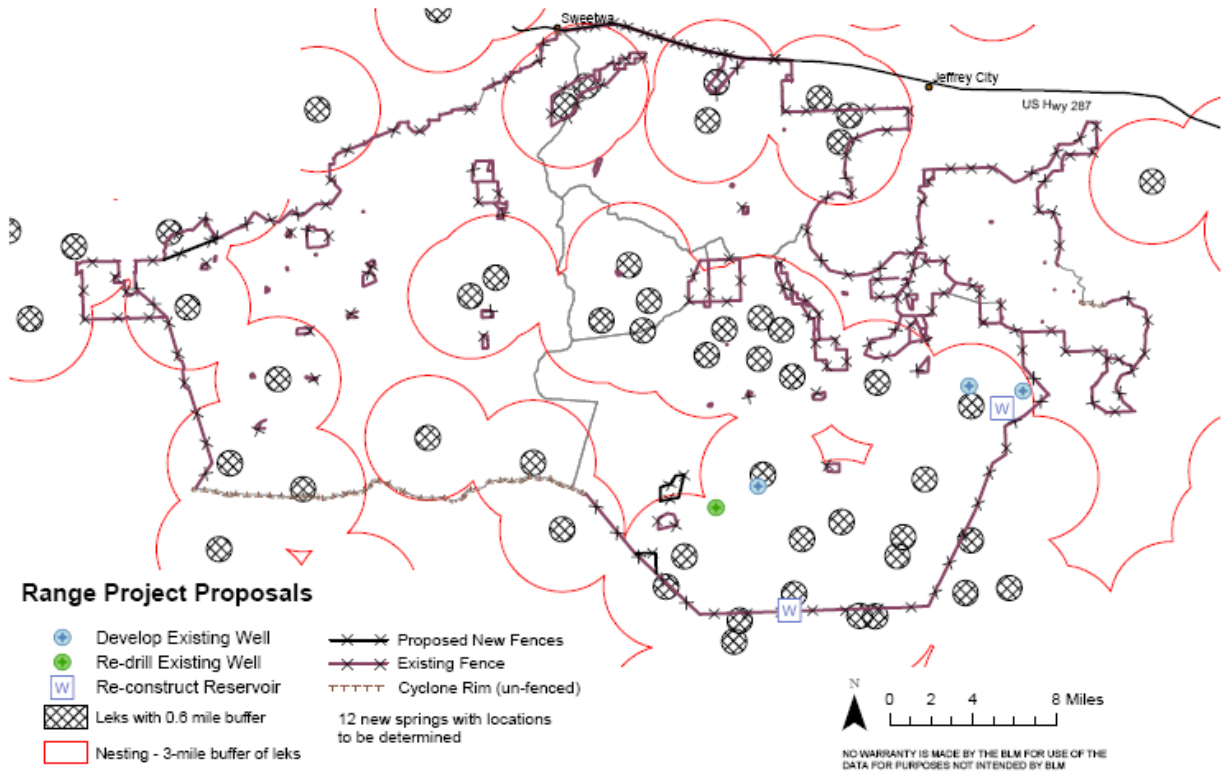 Sweetwa
Jeffrey City
US Hwy 287
W
W
Range Project Proposals
Develop Existing Well
Re-drill Existing Well
W
Re-construct Reservoir
Leks with 0.6 mile buffer
Nesting - 3-mile buffer of leks
Proposed New Fences
Existing Fence
Cyclone Rim (un-fenced)
12 new springs with locations
to be determined
N
0 2 4 8 Miles
NO WARRANTY IS MADE BY THE BLM FOR USE OF THE
DATA FOR PURPOSES NOT INTENDED BY BLM